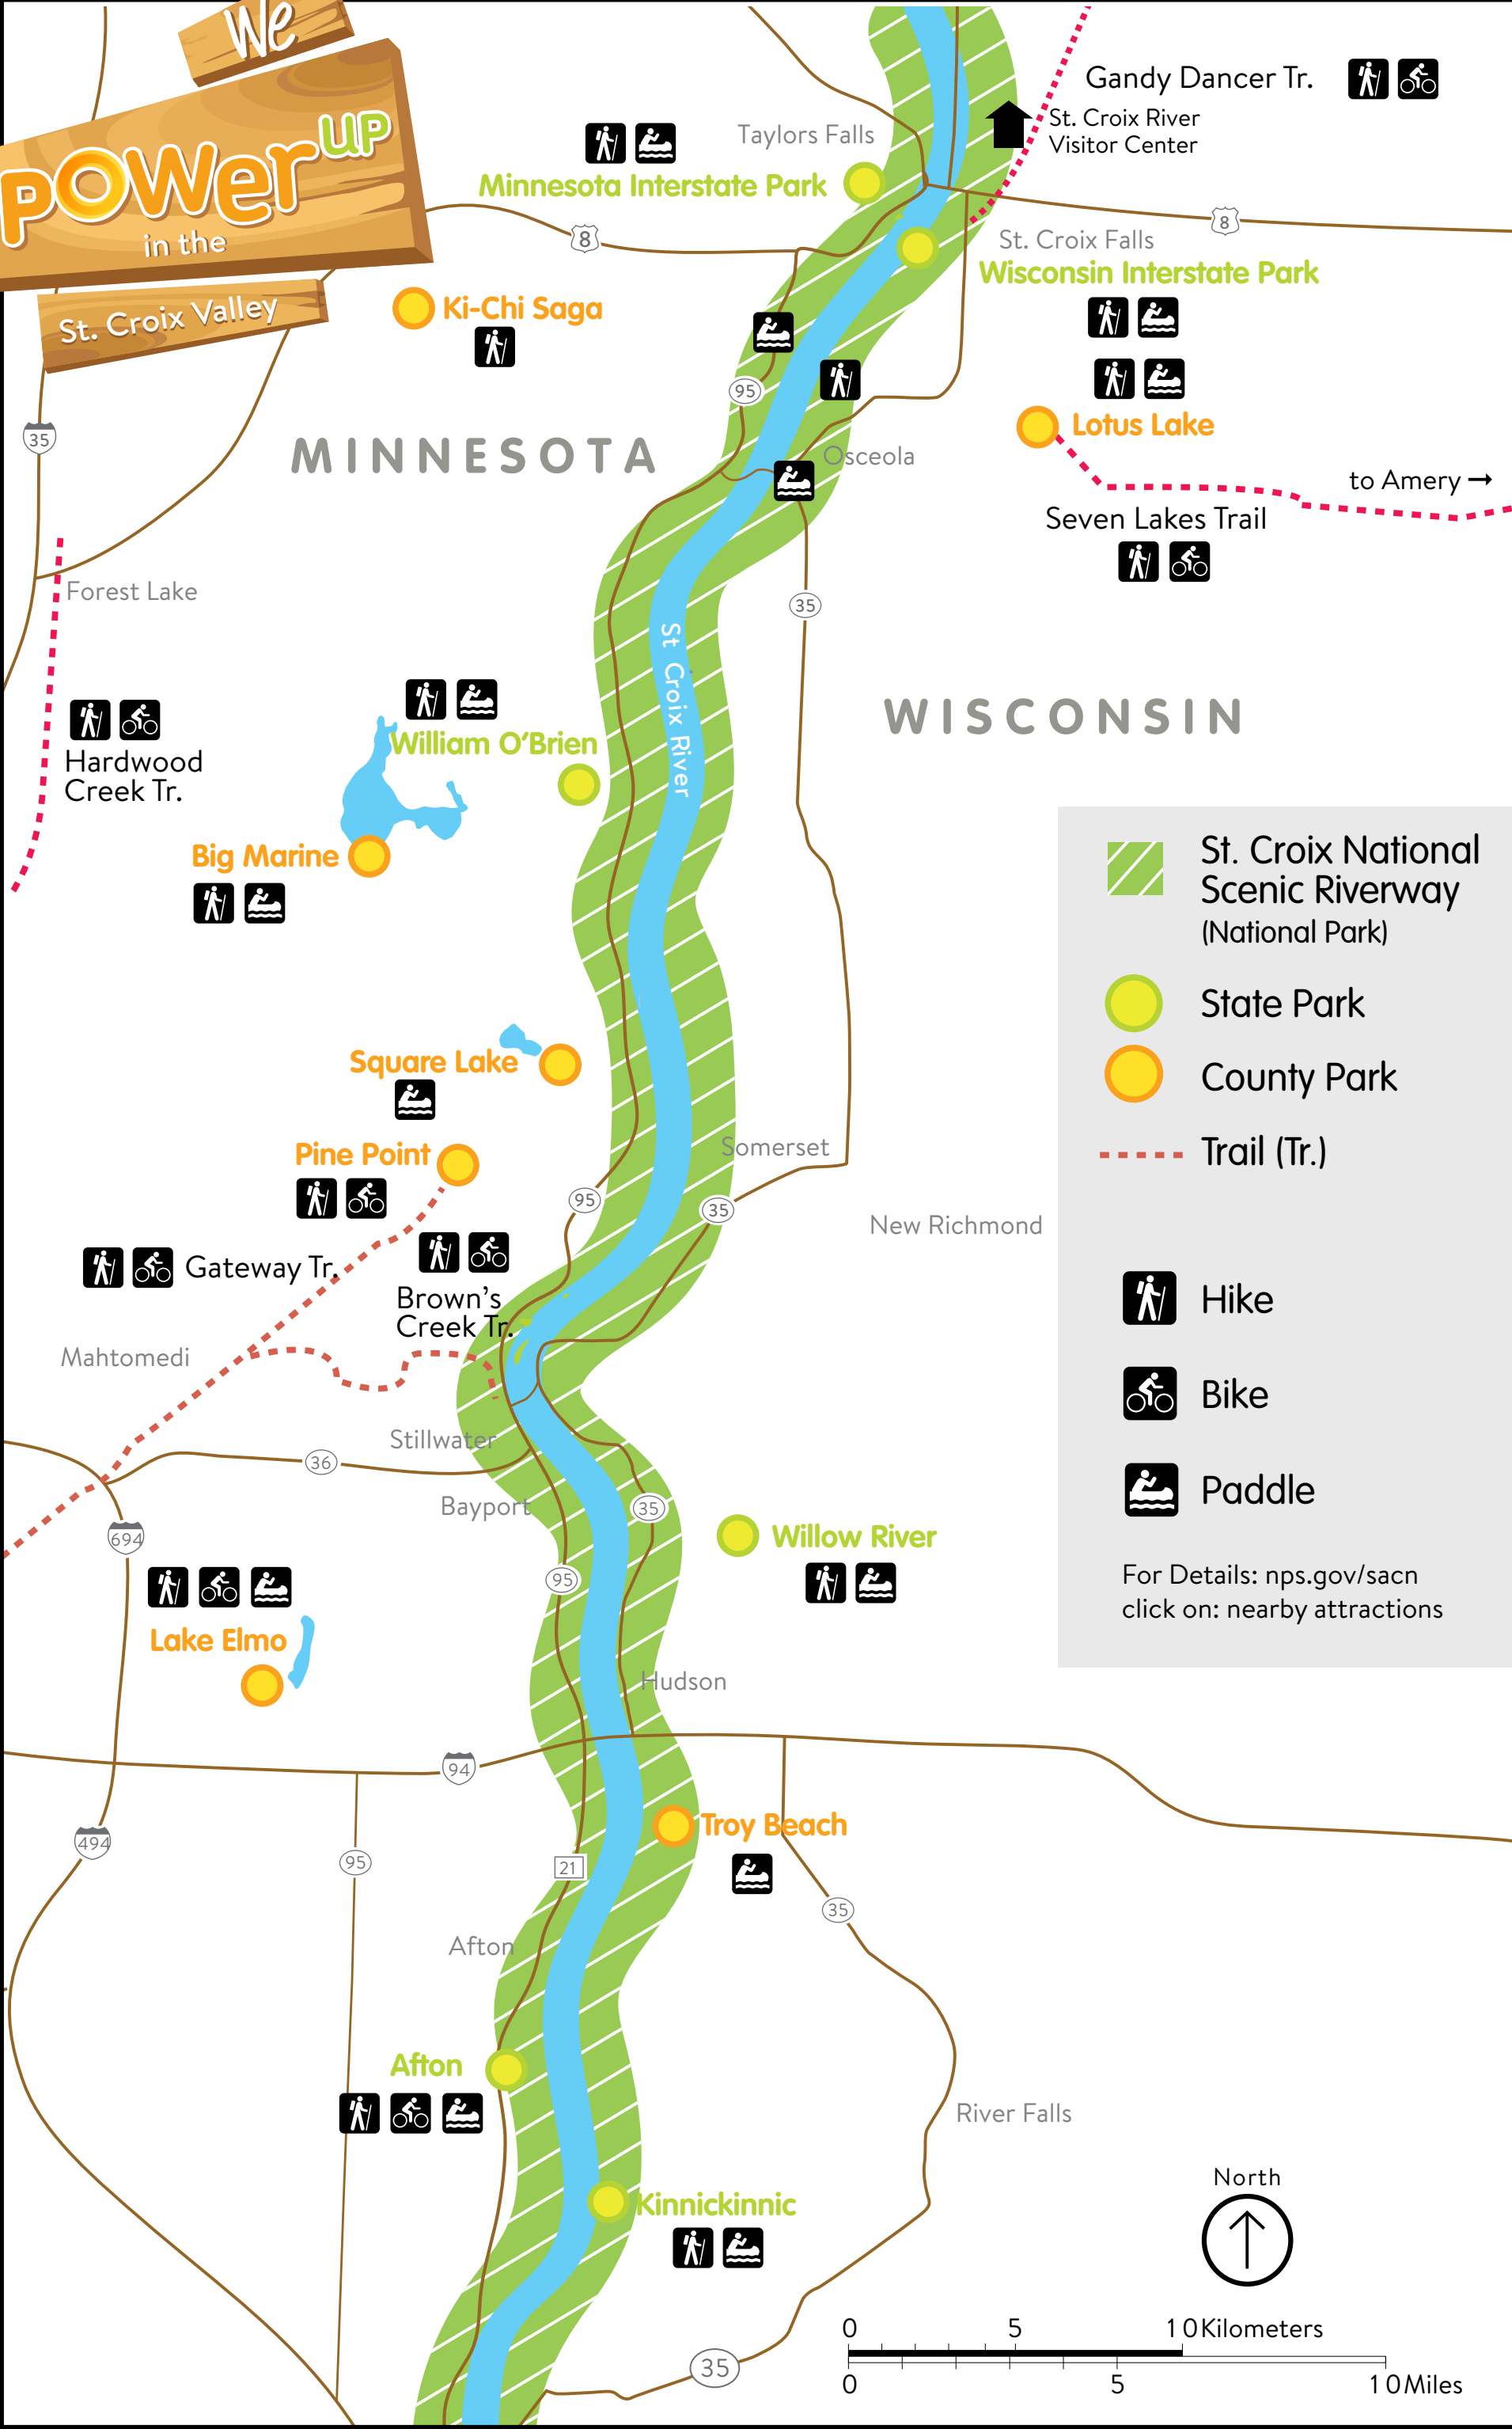 We
POWER UP
in the
St. Croix Valley
Gandy Dancer Tr.
St. Croix River
Visitor Center
Taylors Falls
Minnesota Interstate Park
8
8
St. Croix Falls
Wisconsin Interstate Park
Ki-Chi Saga
95
35
Lotus Lake
MINNESOTA
Osceola
to Amery →
Seven Lakes Trail
Forest Lake
35
St Croix River
WISCONSIN
Hardwood
Creek Tr.
William O'Brien
Big Marine
St. Croix National
Scenic Riverway
(National Park)
State Park
County Park
Trail (Tr.)
Hike
Bike
Paddle
For Details: nps.gov/sacn
click on: nearby attractions
Square Lake
Pine Point
Somerset
95
35
New Richmond
Gateway Tr.
Brown's
Creek Tr.
Mahtomedi
Stillwater
36
Bayport
35
694
Willow River
95
Lake Elmo
Hudson
94
Troy Beach
494
95
21
35
Afton
Afton
River Falls
Kinnickinnic
North
35
0 5 10 Kilometers
0 5 10 Miles